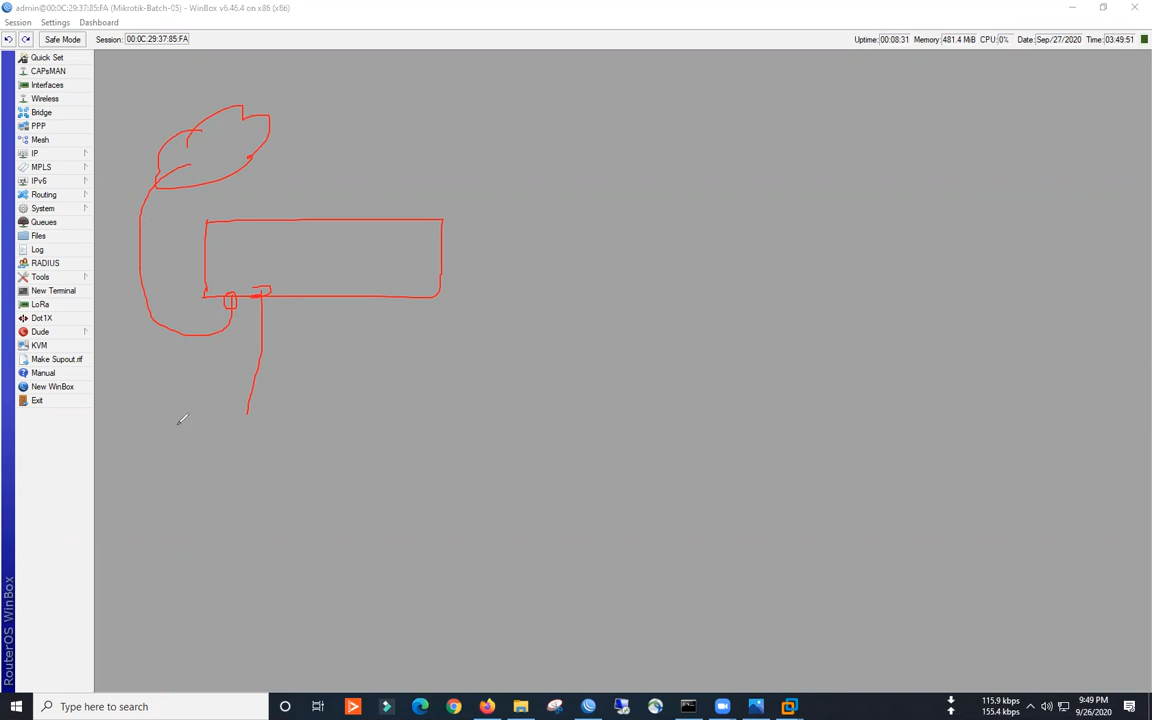 admin@00:0C:29:37:85:FA (Mikrotik-Batch-05) - WinBox v6.46.4 on x86 (x86)
Session Settings Dashboard
Safe Mode Session: 00:0C:29:37:85:FA Uptime: 00:08:31 Memory: 481.4 MiB CPU: 0% Date: Sep/27/2020 Time: 03:49:51
Quick Set
CAPsMAN
Interfaces
Wireless
Bridge
PPP
Mesh
IP
MPLS
IPv6
Routing
System
Queues
Files
Log
RADIUS
Tools
New Terminal
LoRa
Dot1X
Dude
KVM
Make Supout.rif
Manual
New WinBox
Exit
RouterOS WinBox
Type here to search
115.9 kbps
155.4 kbps
9:49 PM
9/26/2020